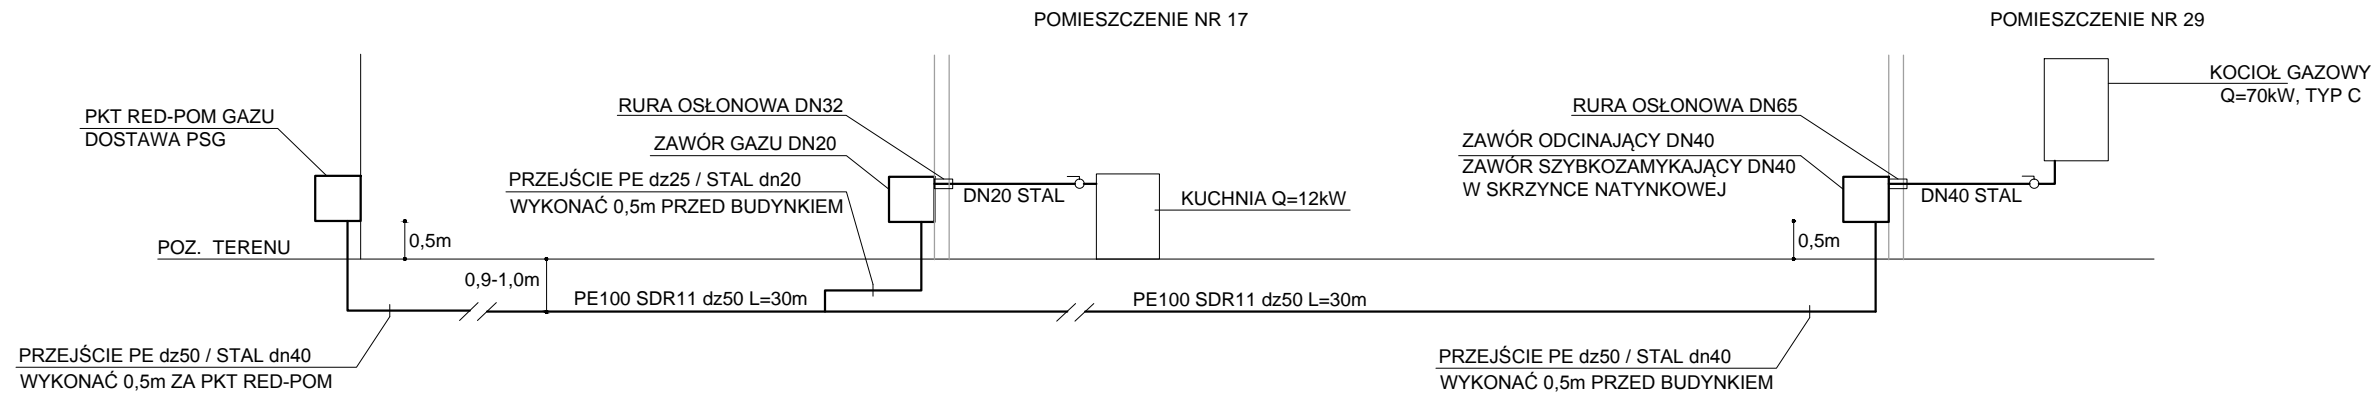 POMIESZCZENIE NR 17
POMIESZCZENIE NR 29
PKT RED-POM GAZU
DOSTAWA PSG
RURA OSŁONOWA DN32
ZAWÓR GAZU DN20
PRZEJŚCIE PE dz25 / STAL dn20
WYKONAĆ 0,5m PRZED BUDYNKIEM
DN20 STAL
KUCHNIA Q=12kW
RURA OSŁONOWA DN65
ZAWÓR ODCINAJĄCY DN40
ZAWÓR SZYBKOZAMYKAJĄCY DN40
W SKRZYNCE NATYNKOWEJ
DN40 STAL
KOCIOŁ GAZOWY
Q=70kW, TYP C
POZ. TERENU
0,5m
0,9-1,0m
0,5m
PE100 SDR11 dz50 L=30m
PE100 SDR11 dz50 L=30m
PRZEJŚCIE PE dz50 / STAL dn40
WYKONAĆ 0,5m ZA PKT RED-POM
PRZEJŚCIE PE dz50 / STAL dn40
WYKONAĆ 0,5m PRZED BUDYNKIEM